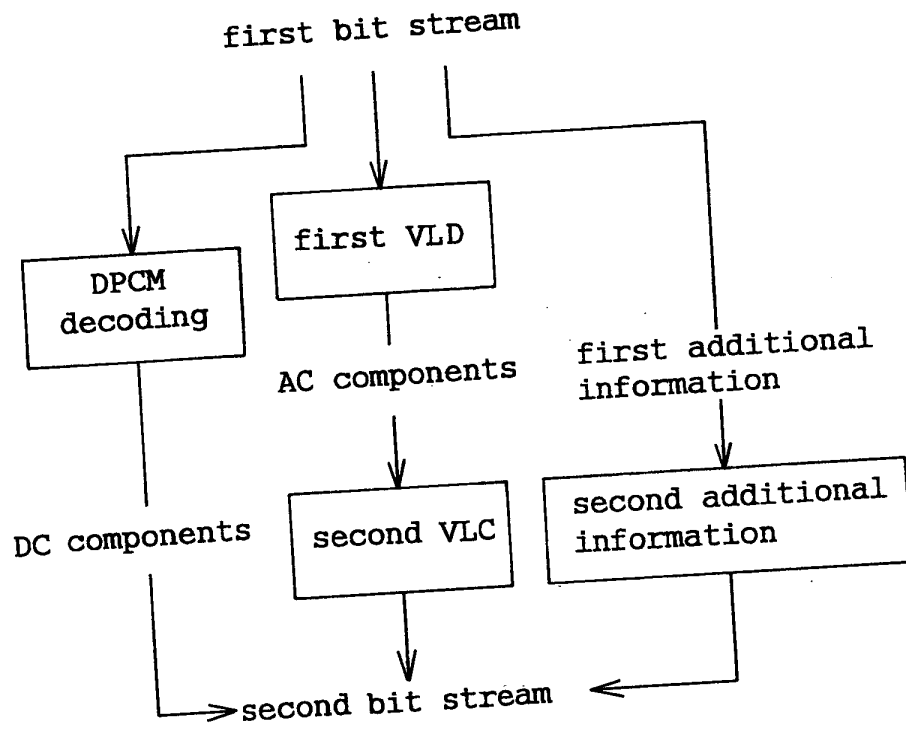 first bit stream
first VLD
DPCM
decoding
AC components
first additional
information
second additional
information
second VLC
DC components
second bit stream